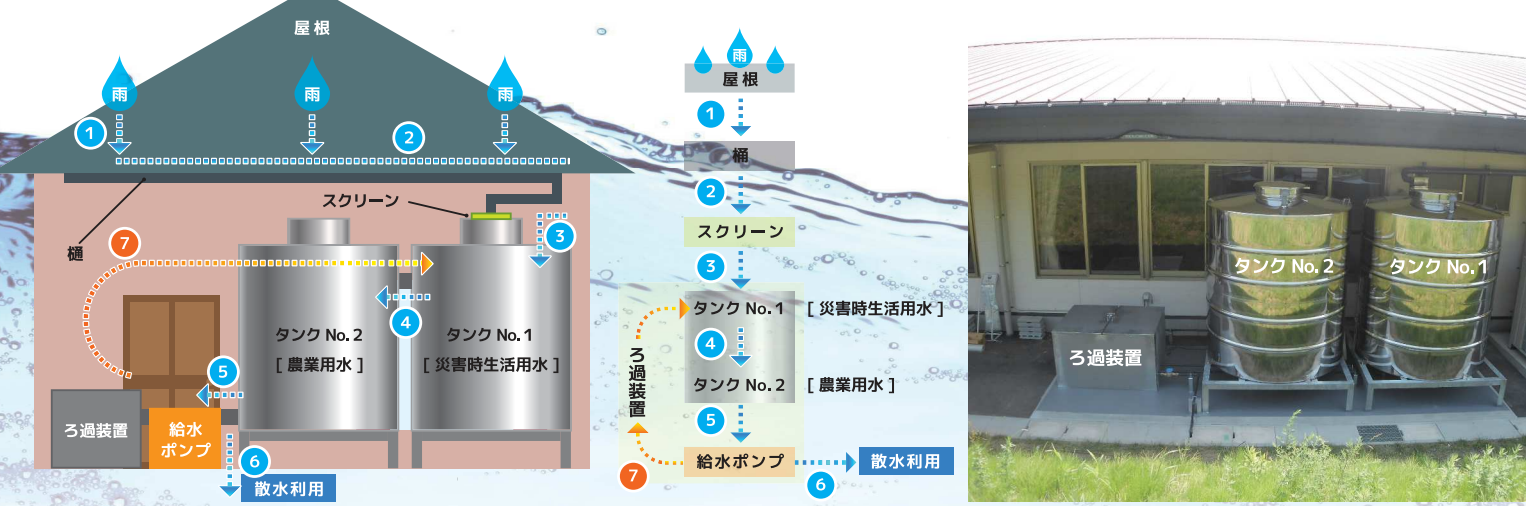 屋根
雨
雨
雨
1
2
スクリーン
樋
7
3
4
タンク No.2
[ 農業用水 ]
タンク No.1
[ 災害時生活用水 ]
5
ろ過装置
給水
ポンプ
6
散水利用
雨
屋根
1
桶
2
スクリーン
3
タンク No.1
[ 災害時生活用水 ]
4
ろ過装置
タンク No.2
[ 農業用水 ]
5
給水ポンプ
7
6
散水利用
タンク No.2
タンク No.1
ろ過装置